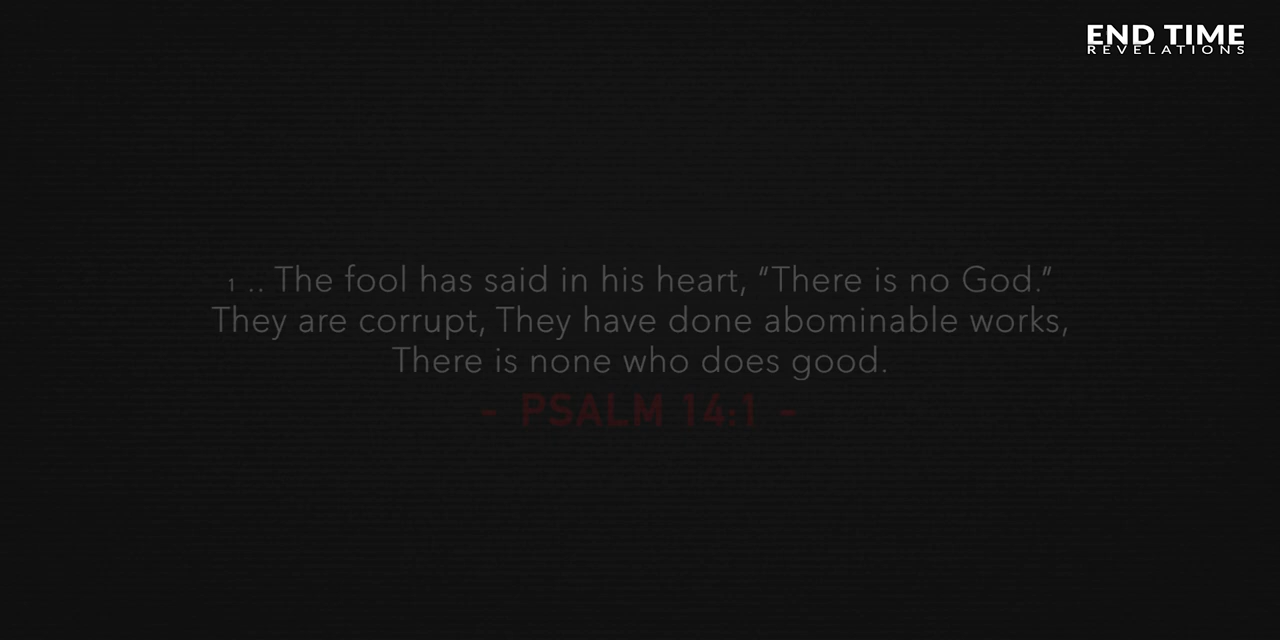 END TIME
REVELATIONS
1 .. The fool has said in his heart, “There is no God.”
They are corrupt, They have done abominable works,
There is none who does good.
- PSALM 14:1 -